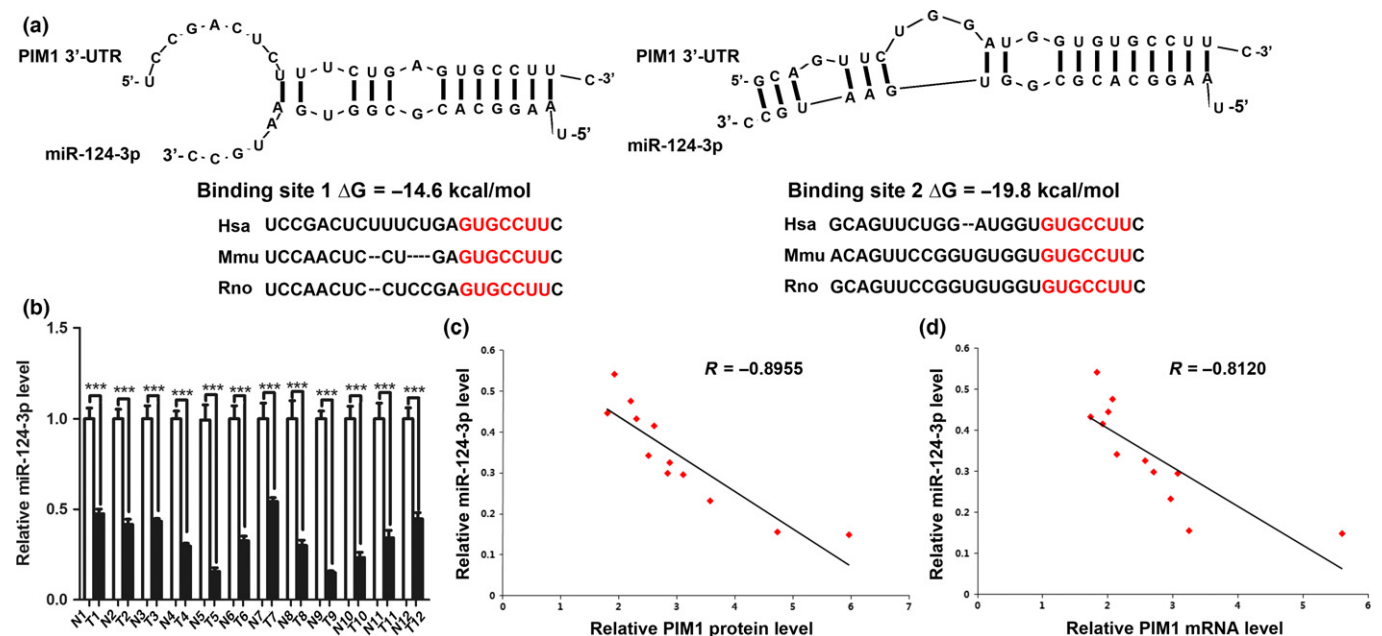 (a)
PIM1 3’-UTR
5’- U C C G A C U C U U U C U G A G U G C C U U C -3’
3’- C C G U A A G U G G C G C A C G G A A U -5’
miR-124-3p
Binding site 1 ΔG = –14.6 kcal/mol
Hsa UCCGACUCUUUCUGAGUGCCUUC
Mmu UCCAACUC--CU----GAGUGCCUUC
Rno UCCAACUC--CUCCGAGUGCCUUC
PIM1 3’-UTR
5’- G C A G U U C U G G A U G G U G U G C C U U C -3’
3’- C C G U A A G U G G C G C A C G G A A U -5’
miR-124-3p
Binding site 2 ΔG = –19.8 kcal/mol
Hsa GCAGUUCUGG--AUGGUGUGCCUUC
Mmu ACAGUUCCGGUGUGGUGUGCCUUC
Rno GCAGUUCCGGUGUGGUGUGCCUUC
(b)
Relative miR-124-3p level
1.5
1.0
0.5
0.0
*** *** *** *** *** *** *** *** *** *** *** ***
N1 T1 N2 T2 N3 T3 N4 T4 N5 T5 N6 T6 N7 T7 N8 T8 N9 T9 N10 T10 N11 T11 N12 T12
(c)
Relative miR-124-3p level
0.6
0.5
0.4
0.3
0.2
0.1
0
R = –0.8955
0 1 2 3 4 5 6 7
Relative PIM1 protein level
(d)
Relative miR-124-3p level
0.6
0.5
0.4
0.3
0.2
0.1
0
R = –0.8120
0 1 2 3 4 5 6
Relative PIM1 mRNA level